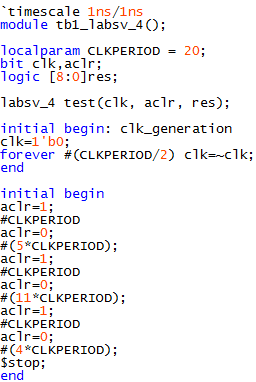 `timescale 1ns/1ns
module tb1_labsv_4();
localparam CLKPERIOD = 20;
bit clk,aclr;
logic [8:0]res;
labsv_4 test(clk, aclr, res);
initial begin: clk_generation
clk=1'b0;
forever #(CLKPERIOD/2) clk=~clk;
end
initial begin
aclr=1;
#CLKPERIOD
aclr=0;
#(5*CLKPERIOD);
aclr=1;
#CLKPERIOD
aclr=0;
#(11*CLKPERIOD);
aclr=1;
#CLKPERIOD
aclr=0;
#(4*CLKPERIOD);
$stop;
end